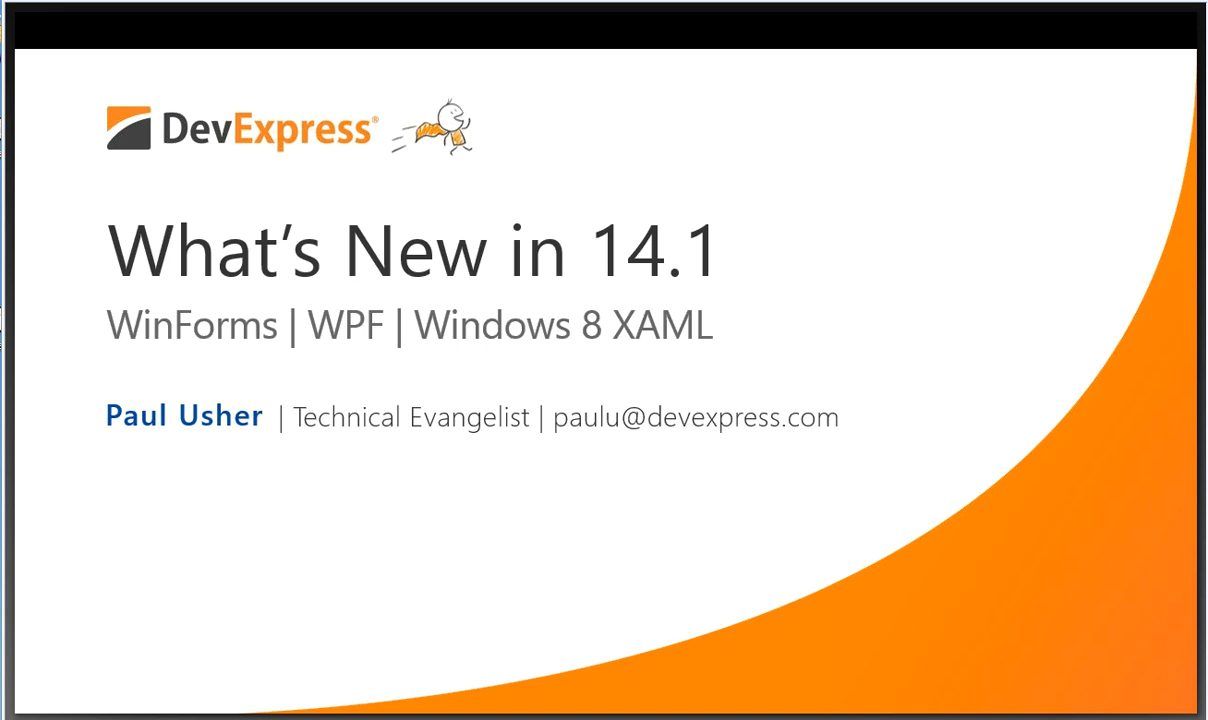 DevExpress®
What's New in 14.1
WinForms | WPF | Windows 8 XAML
Paul Usher | Technical Evangelist | paulu@devexpress.com